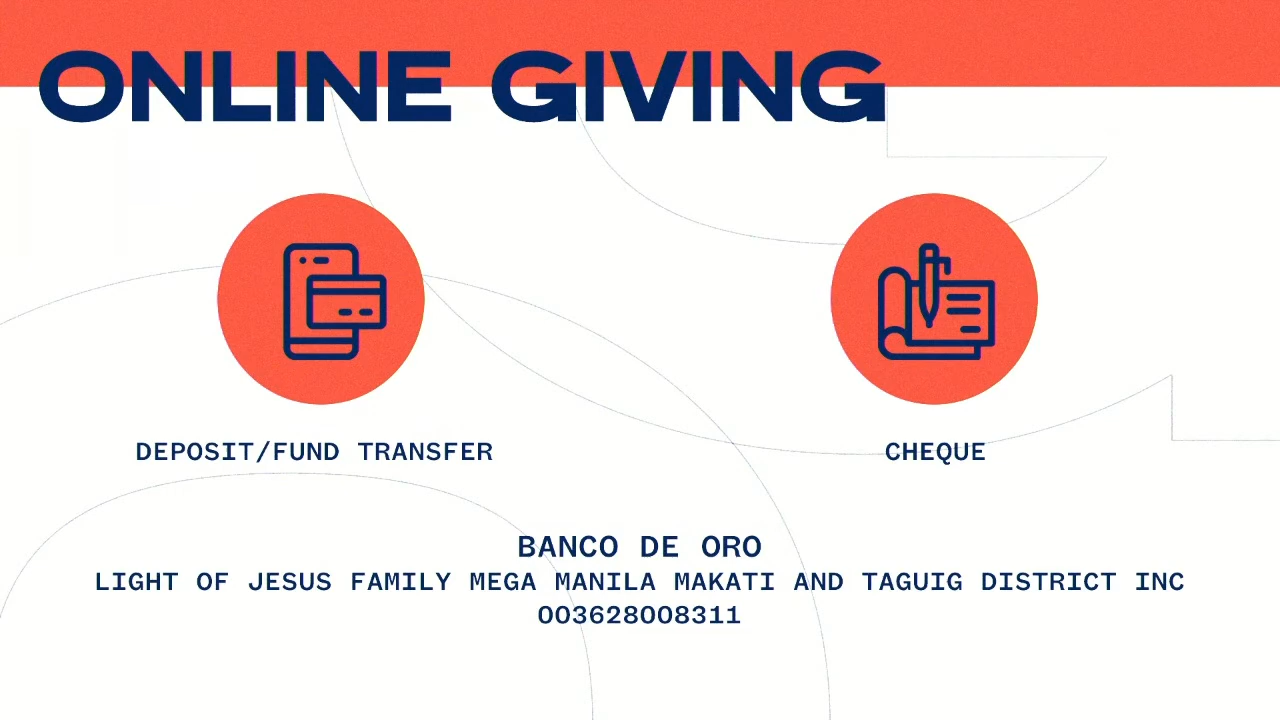 ONLINE GIVING
DEPOSIT/FUND TRANSFER
CHEQUE
BANCO DE ORO
LIGHT OF JESUS FAMILY MEGA MANILA MAKATI AND TAGUIG DISTRICT INC
003628008311